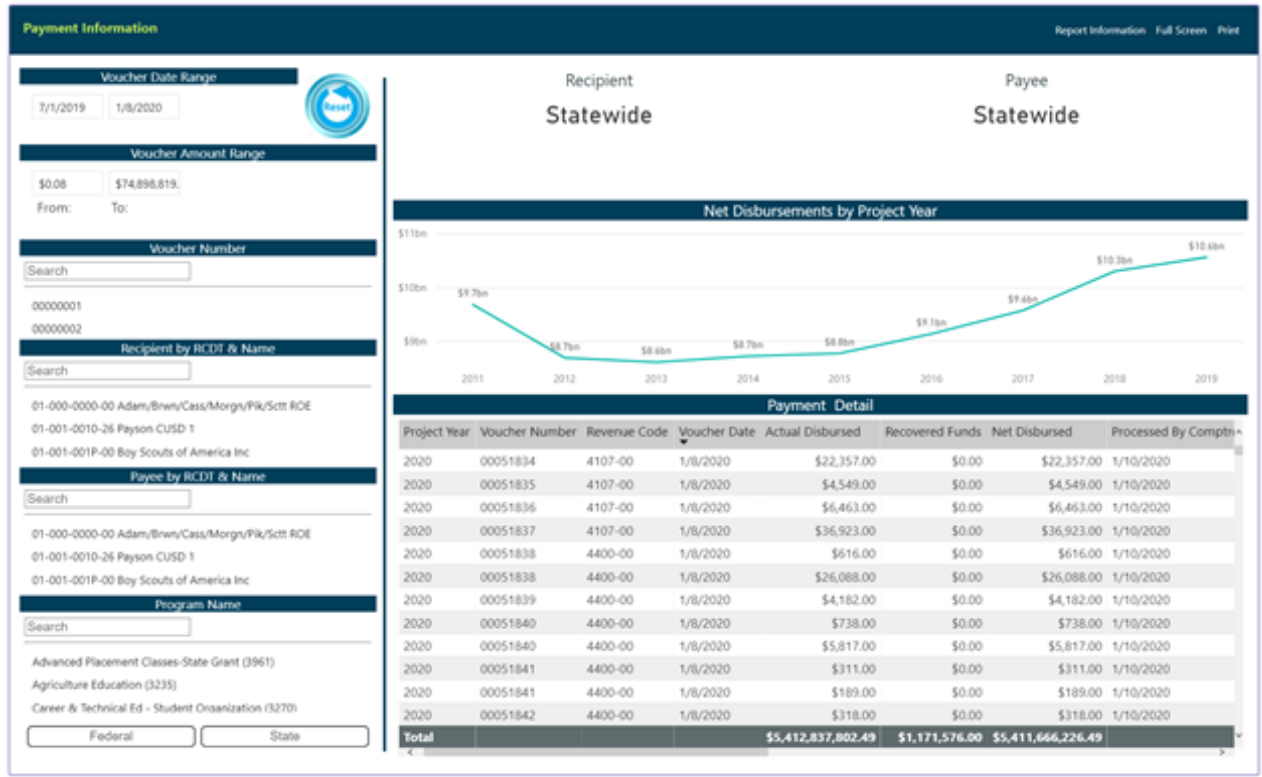 Payment Information
Report Information Full Screen Print
Voucher Date Range
7/1/2019 1/8/2020
Reset
Voucher Amount Range
$0.08 $74,898,819.
From: To:
Voucher Number
Search
00000001
00000002
Recipient by RCDT & Name
Search
01-000-0000-00 Adam/Brwn/Cass/Morgn/Pik/Sctt ROE
01-001-0010-26 Payson CUSD 1
01-001-001P-00 Boy Scouts of America Inc
Payee by RCDT & Name
Search
01-000-0000-00 Adam/Brwn/Cass/Morgn/Pik/Sctt ROE
01-001-0010-26 Payson CUSD 1
01-001-001P-00 Boy Scouts of America Inc
Program Name
Search
Advanced Placement Classes-State Grant (3961)
Agriculture Education (3235)
Career & Technical Ed - Student Organization (3270)
Federal State
Recipient Payee
Statewide Statewide
Net Disbursements by Project Year
$11bn
$10bn
$9bn
$9.7bn $8.7bn $8.6bn $8.7bn $8.8bn $9.1bn $9.6bn $10.3bn $10.6bn
2011 2012 2013 2014 2015 2016 2017 2018 2019
Payment Detail
Project Year Voucher Number Revenue Code Voucher Date Actual Disbursed Recovered Funds Net Disbursed Processed By Comptr
2020 00051834 4107-00 1/8/2020 $22,357.00 $0.00 $22,357.00 1/10/2020
2020 00051835 4107-00 1/8/2020 $4,549.00 $0.00 $4,549.00 1/10/2020
2020 00051836 4107-00 1/8/2020 $6,463.00 $0.00 $6,463.00 1/10/2020
2020 00051837 4107-00 1/8/2020 $36,923.00 $0.00 $36,923.00 1/10/2020
2020 00051838 4400-00 1/8/2020 $616.00 $0.00 $616.00 1/10/2020
2020 00051838 4400-00 1/8/2020 $26,088.00 $0.00 $26,088.00 1/10/2020
2020 00051839 4400-00 1/8/2020 $4,182.00 $0.00 $4,182.00 1/10/2020
2020 00051840 4400-00 1/8/2020 $738.00 $0.00 $738.00 1/10/2020
2020 00051840 4400-00 1/8/2020 $5,817.00 $0.00 $5,817.00 1/10/2020
2020 00051841 4400-00 1/8/2020 $311.00 $0.00 $311.00 1/10/2020
2020 00051841 4400-00 1/8/2020 $189.00 $0.00 $189.00 1/10/2020
2020 00051842 4400-00 1/8/2020 $318.00 $0.00 $318.00 1/10/2020
Total $5,412,837,802.49 $1,171,576.00 $5,411,666,226.49